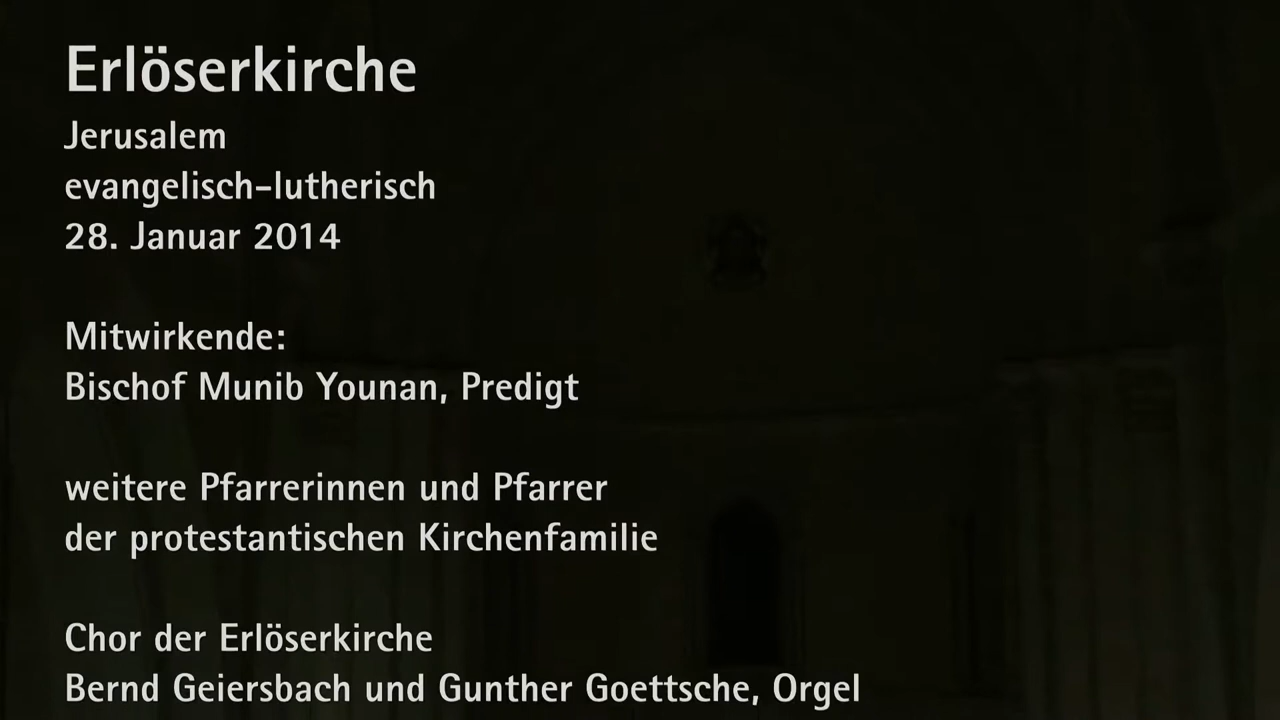 Erlöserkirche
Jerusalem
evangelisch-lutherisch
28. Januar 2014
Mitwirkende:
Bischof Munib Younan, Predigt
weitere Pfarrerinnen und Pfarrer
der protestantischen Kirchenfamilie
Chor der Erlöserkirche
Bernd Geiersbach und Gunther Goettsche, Orgel